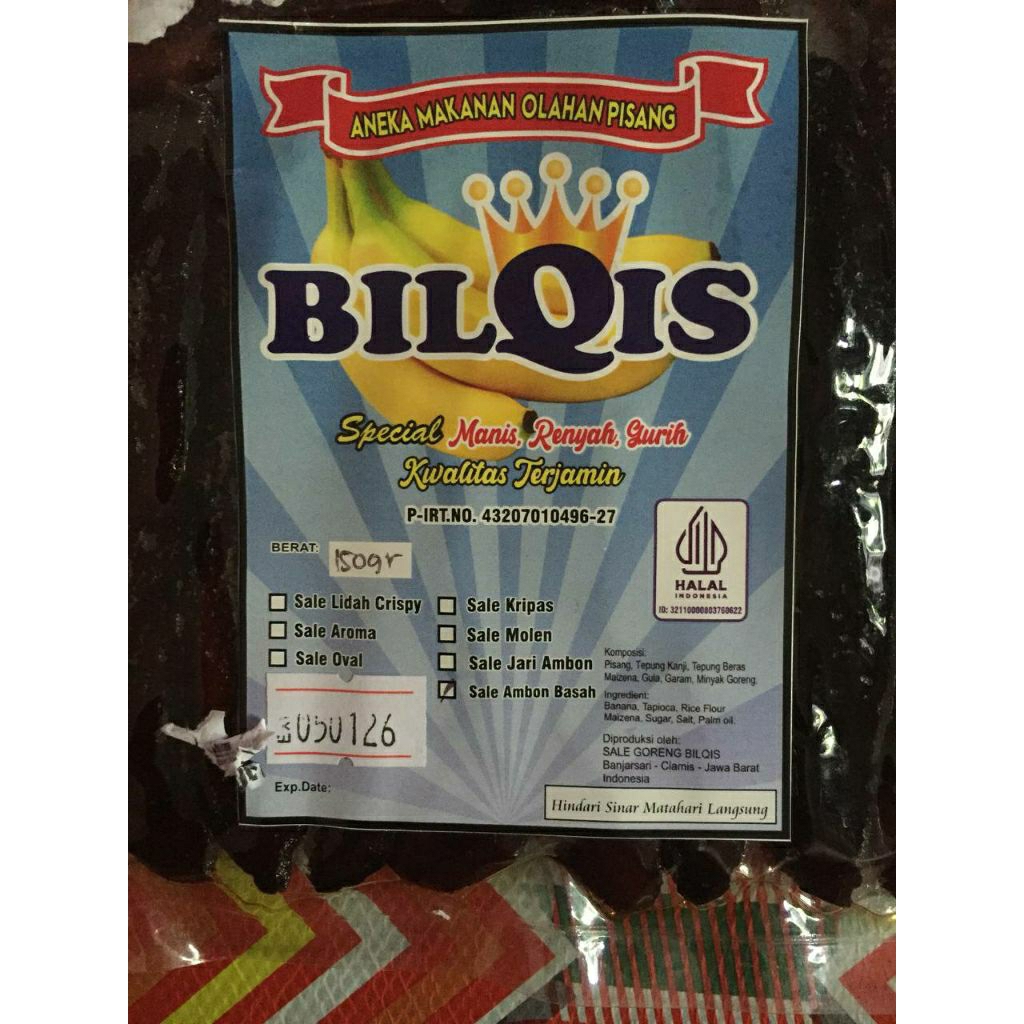 ANEKA MAKANAN OLAHAN PISANG
BILQIS
Special Manis, Renyah, Gurih
Kwalitas Terjamin
P-IRT.NO. 43207010496-27
BERAT: 150gr
HALAL
INDONESIA
ID: 32110000803760622
Sale Lidah Crispy
Sale Aroma
Sale Oval
Sale Kripas
Sale Molen
Sale Jari Ambon
Sale Ambon Basah
Komposisi:
Pisang, Tepung Kanji, Tepung Beras
Maizena, Gula, Garam, Minyak Goreng.
Ingredient:
Banana, Tapioca, Rice Flour
Maizena, Sugar, Salt, Palm oil.
Diproduksi oleh:
SALE GORENG BILQIS
Banjarsari - Ciamis - Jawa Barat
Indonesia
050126
Exp.Date:
Hindari Sinar Matahari Langsung